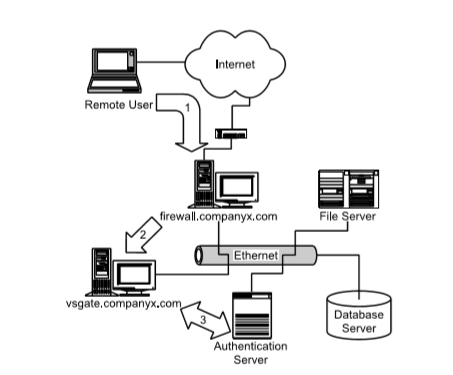 Internet
Remote User
1
firewall.companyx.com
File Server
2
Ethernet
vsgate.companyx.com
3
Database
Server
Authentication
Server